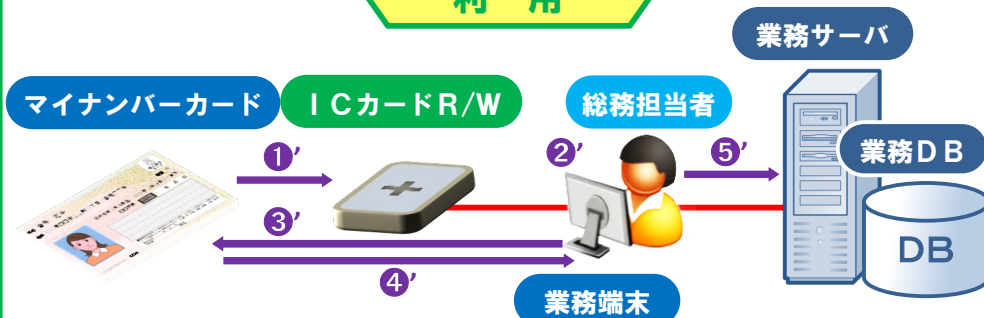 利 用
業務サーバ
マイナンバーカード
ICカードR/W
総務担当者
❶’
❷’
❺’
業務DB
❸’
DB
❹’
業務端末